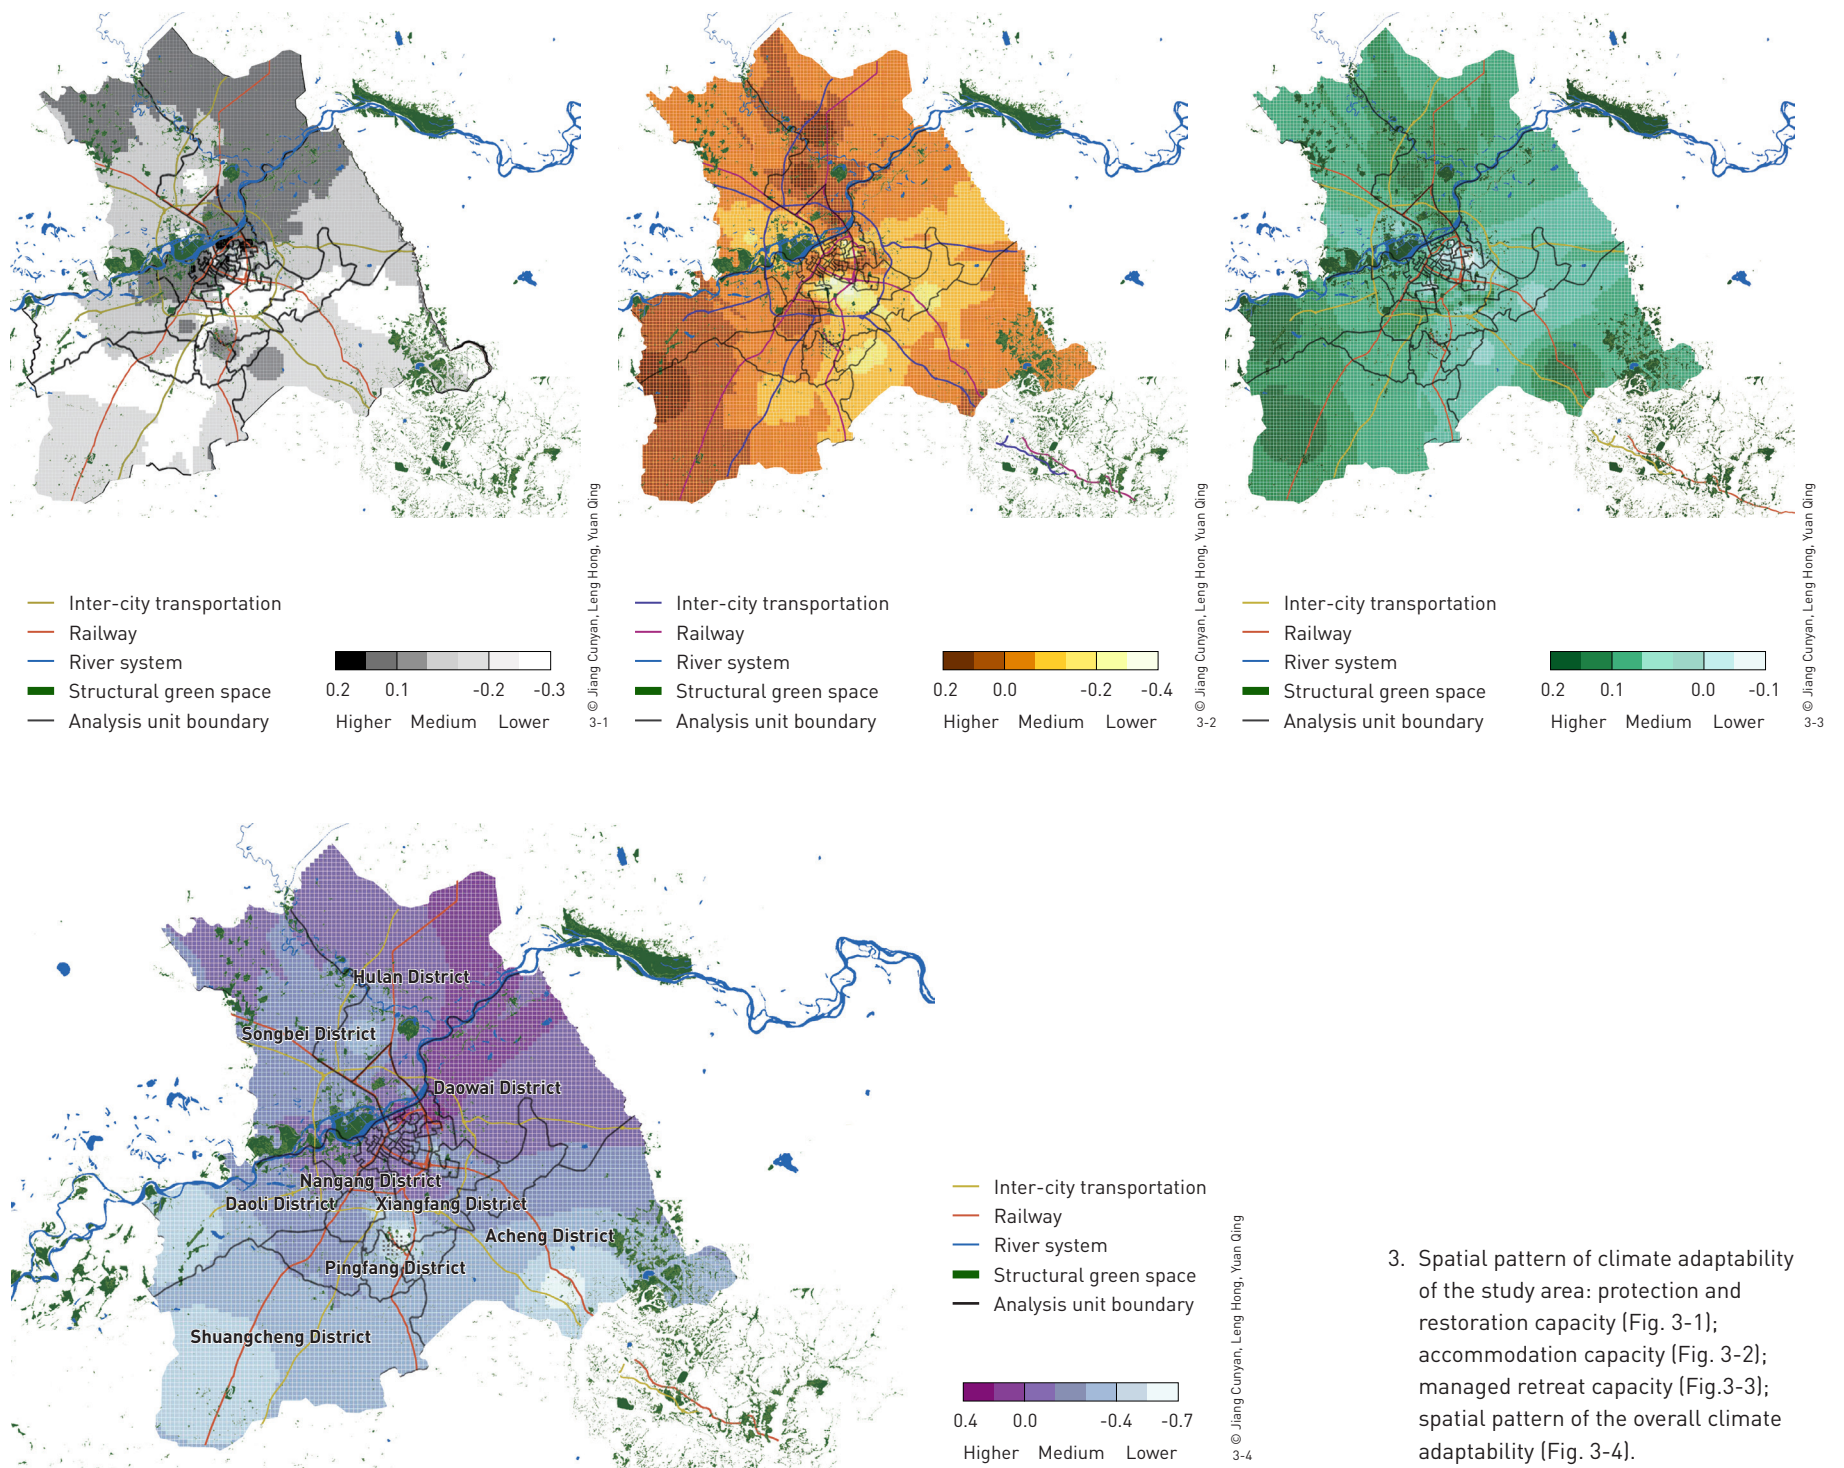 Inter-city transportation
Railway
River system
Structural green space
Analysis unit boundary
0.2 0.1 -0.2 -0.3
Higher Medium Lower
© Jiang Cunyan, Leng Hong, Yuan Qing
3-1
Inter-city transportation
Railway
River system
Structural green space
Analysis unit boundary
0.2 0.0 -0.2 -0.4
Higher Medium Lower
© Jiang Cunyan, Leng Hong, Yuan Qing
3-2
Inter-city transportation
Railway
River system
Structural green space
Analysis unit boundary
0.2 0.1 0.0 -0.1
Higher Medium Lower
© Jiang Cunyan, Leng Hong, Yuan Qing
3-3
Hulan District
Songbei District
Daowai District
Nangang District
Daoli District
Xiangfang District
Acheng District
Pingfang District
Shuangcheng District
Inter-city transportation
Railway
River system
Structural green space
Analysis unit boundary
0.4 0.0 -0.4 -0.7
Higher Medium Lower
© Jiang Cunyan, Leng Hong, Yuan Qing
3-4
3. Spatial pattern of climate adaptability
of the study area: protection and
restoration capacity (Fig. 3-1);
accommodation capacity (Fig. 3-2);
managed retreat capacity (Fig.3-3);
spatial pattern of the overall climate
adaptability (Fig. 3-4).